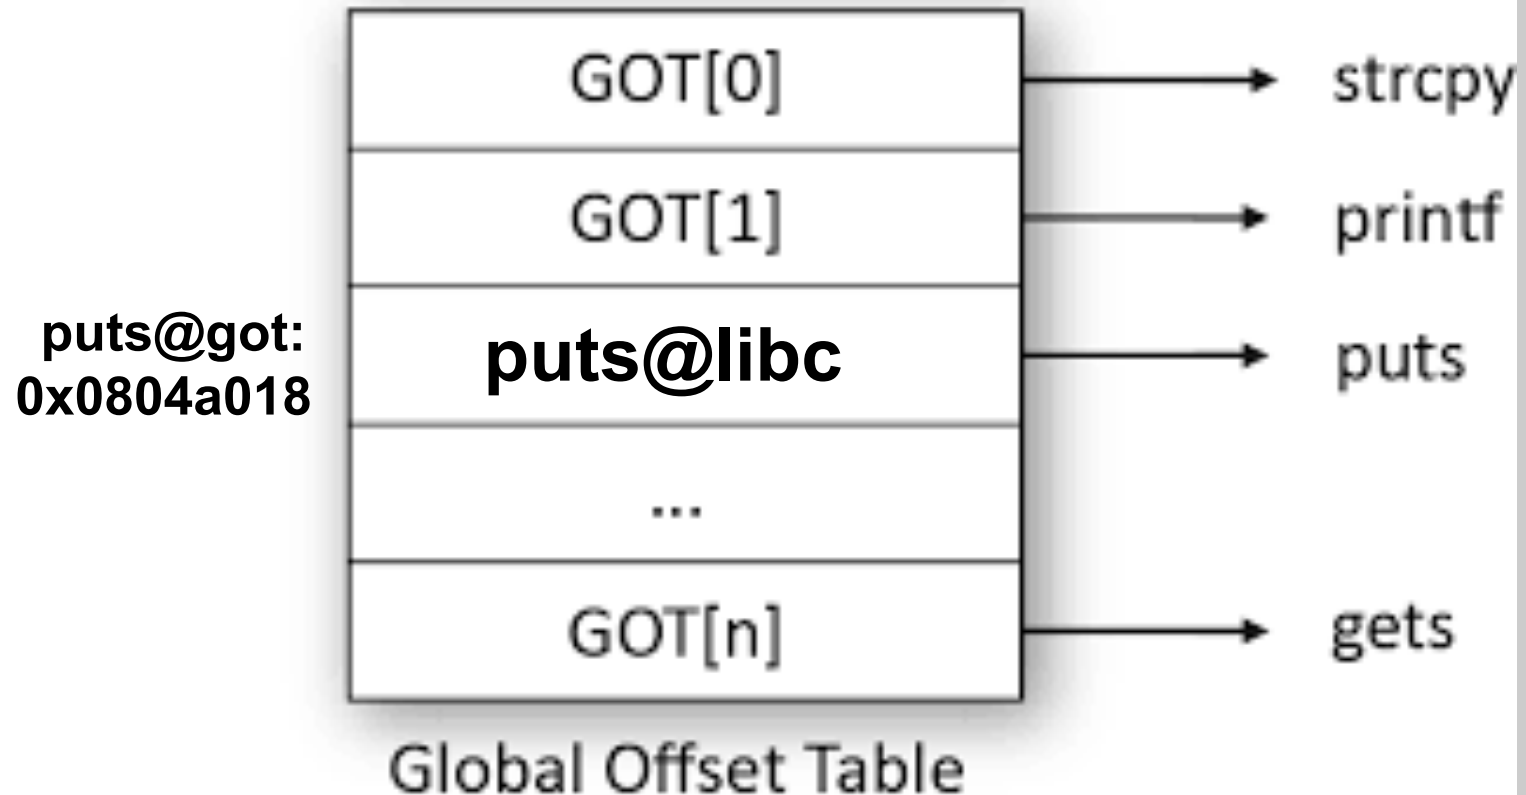 GOT[0] strcpy
GOT[1] printf
puts@got:
0x0804a018
puts@libc puts
...
GOT[n] gets
Global Offset Table